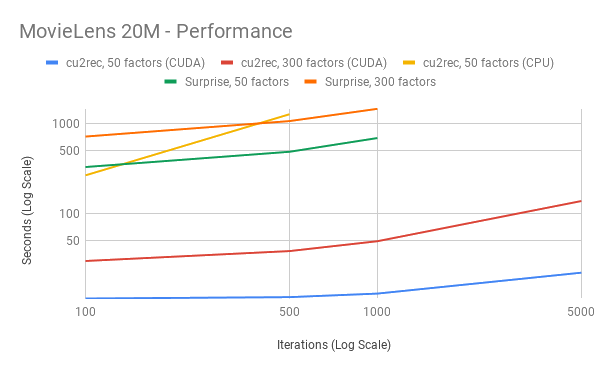 MovieLens 20M - Performance
cu2rec, 50 factors (CUDA) cu2rec, 300 factors (CUDA) cu2rec, 50 factors (CPU)
Surprise, 50 factors Surprise, 300 factors
1000
500
100
50
Seconds (Log Scale)
100 500 1000 5000
Iterations (Log Scale)